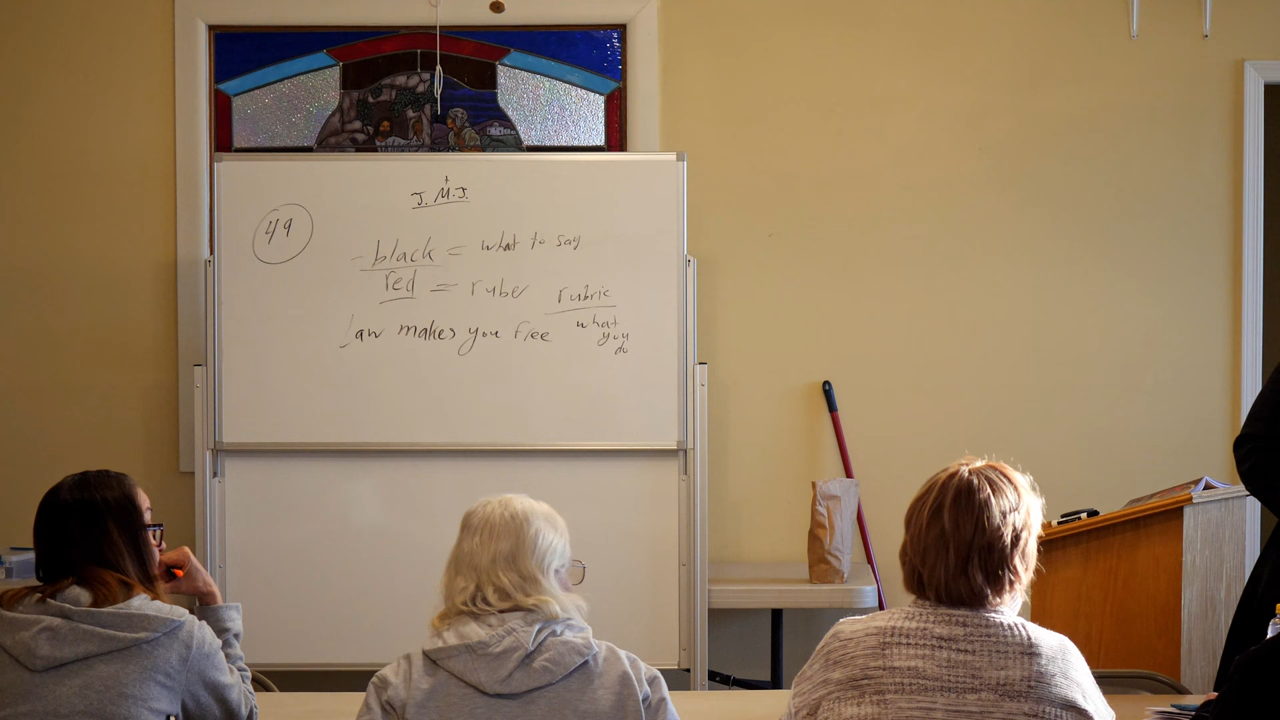 J.M.J.
49
- black = what to say
red = ruber rubric
what
you
do
law makes you free